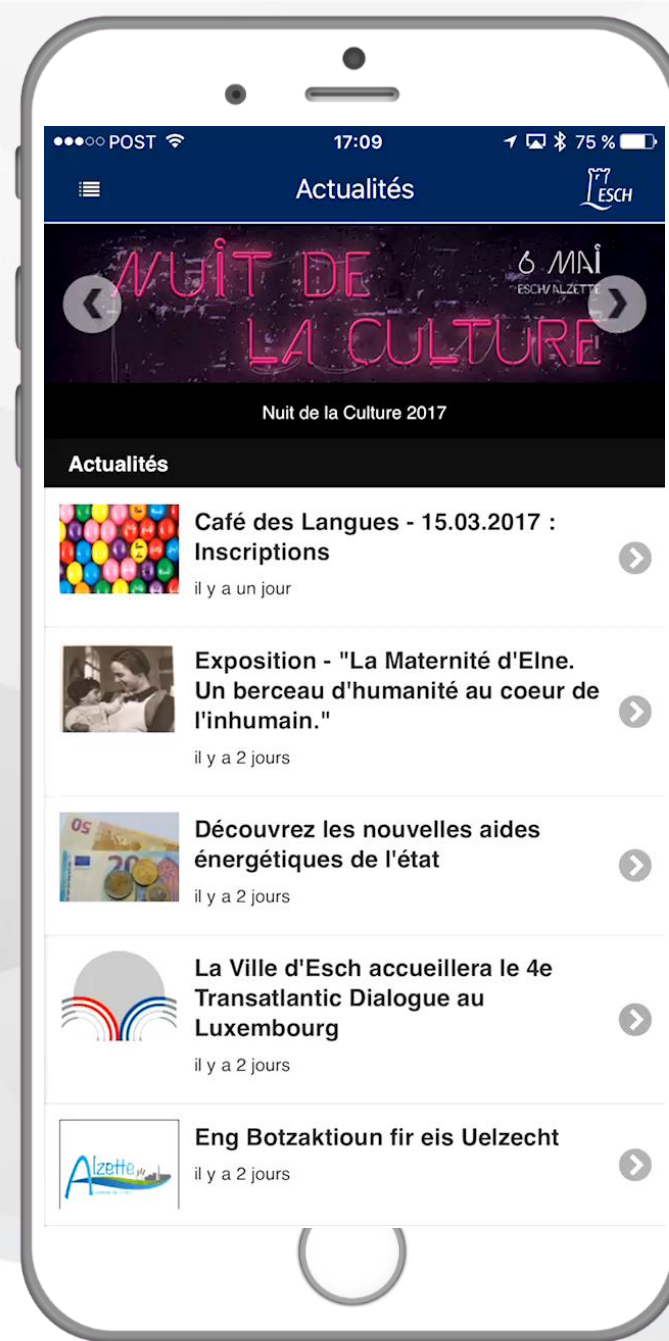 POST 17:09 75 %
Actualités
ESCH
NUIT DE
LA CULTURE
6 MAI
ESCH/ALZETTE
Nuit de la Culture 2017
Actualités
Café des Langues - 15.03.2017 :
Inscriptions
il y a un jour
Exposition - "La Maternité d'Elne.
Un berceau d'humanité au coeur de
l'inhumain."
il y a 2 jours
50
20
Découvrez les nouvelles aides
énergétiques de l'état
il y a 2 jours
La Ville d'Esch accueillera le 4e
Transatlantic Dialogue au
Luxembourg
il y a 2 jours
Alzette
Eng Botzaktioun fir eis Uelzecht
il y a 2 jours